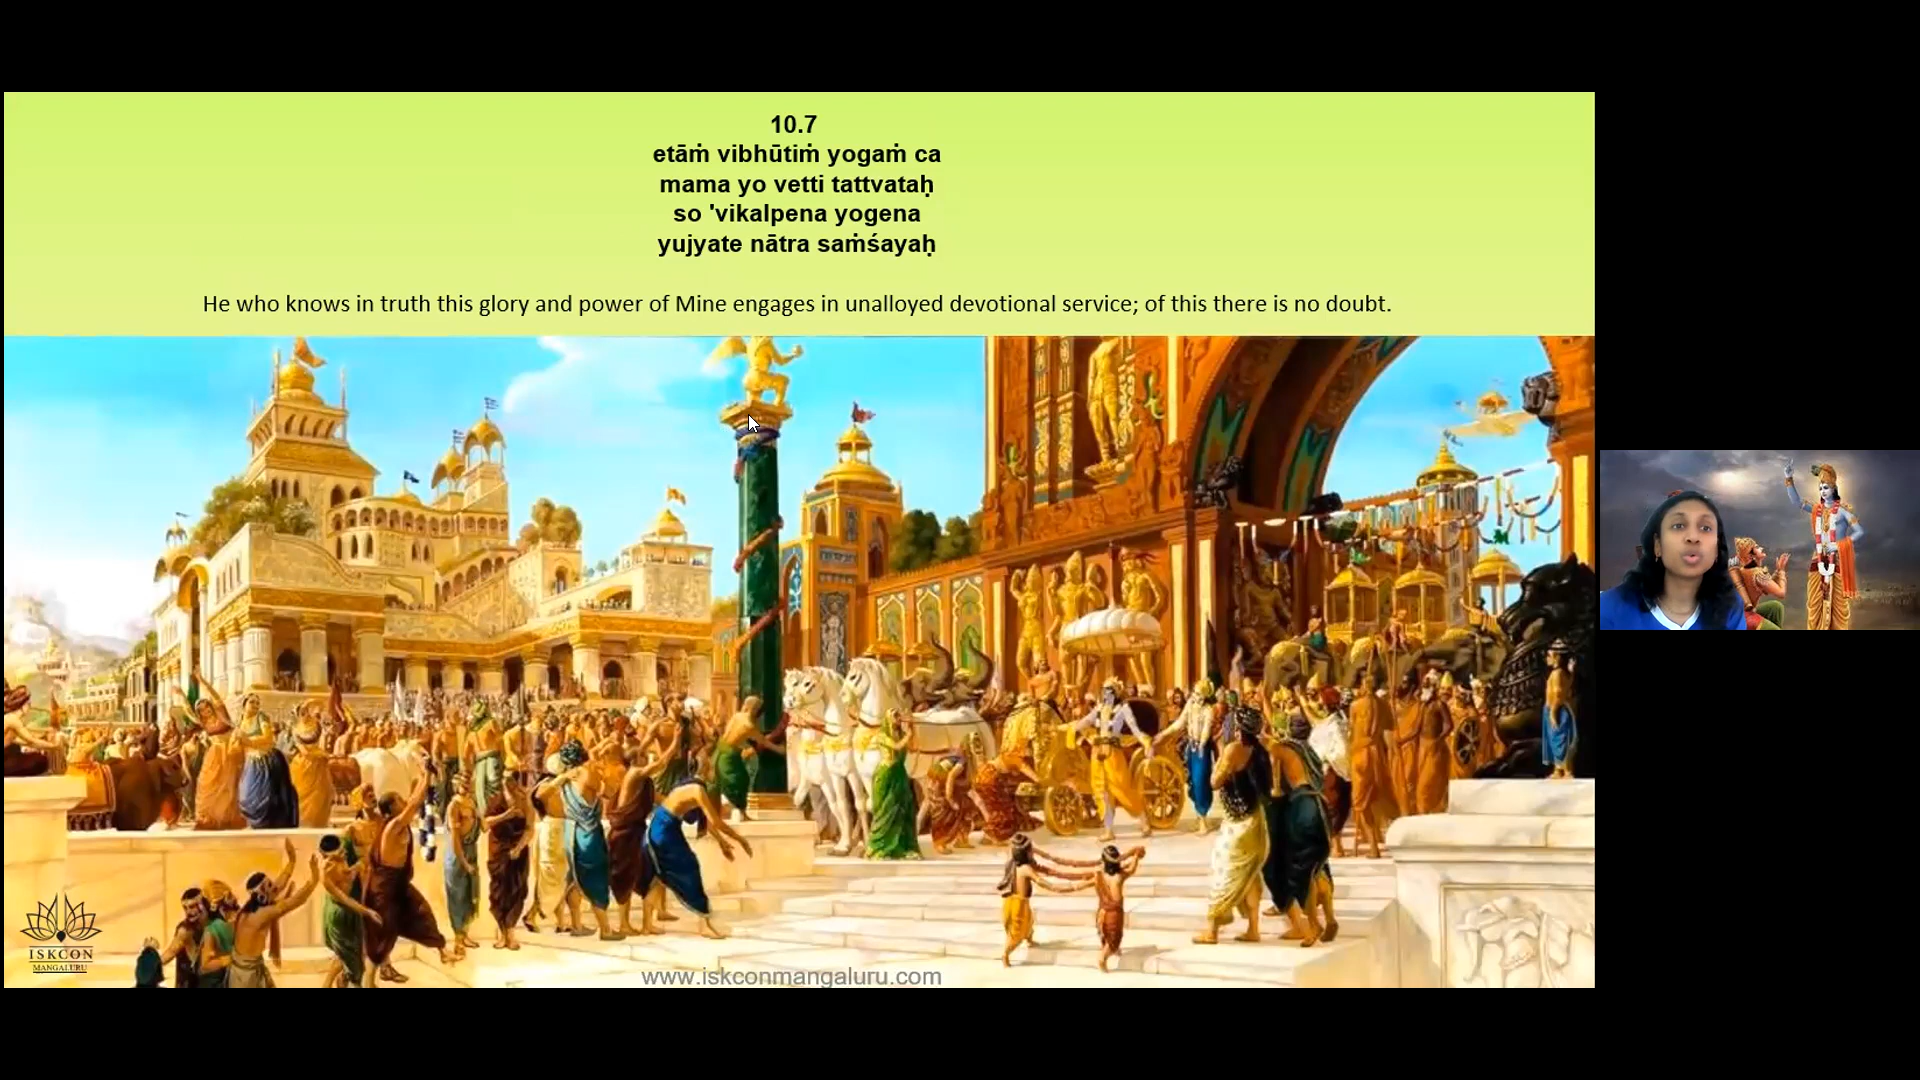 10.7
etāṁ vibhūtiṁ yogaṁ ca
mama yo vetti tattvataḥ
so 'vikalpena yogena
yujyate nātra saṁśayaḥ
He who knows in truth this glory and power of Mine engages in unalloyed devotional service; of this there is no doubt.
ISKCON
MANGALURU
www.iskconmangaluru.com